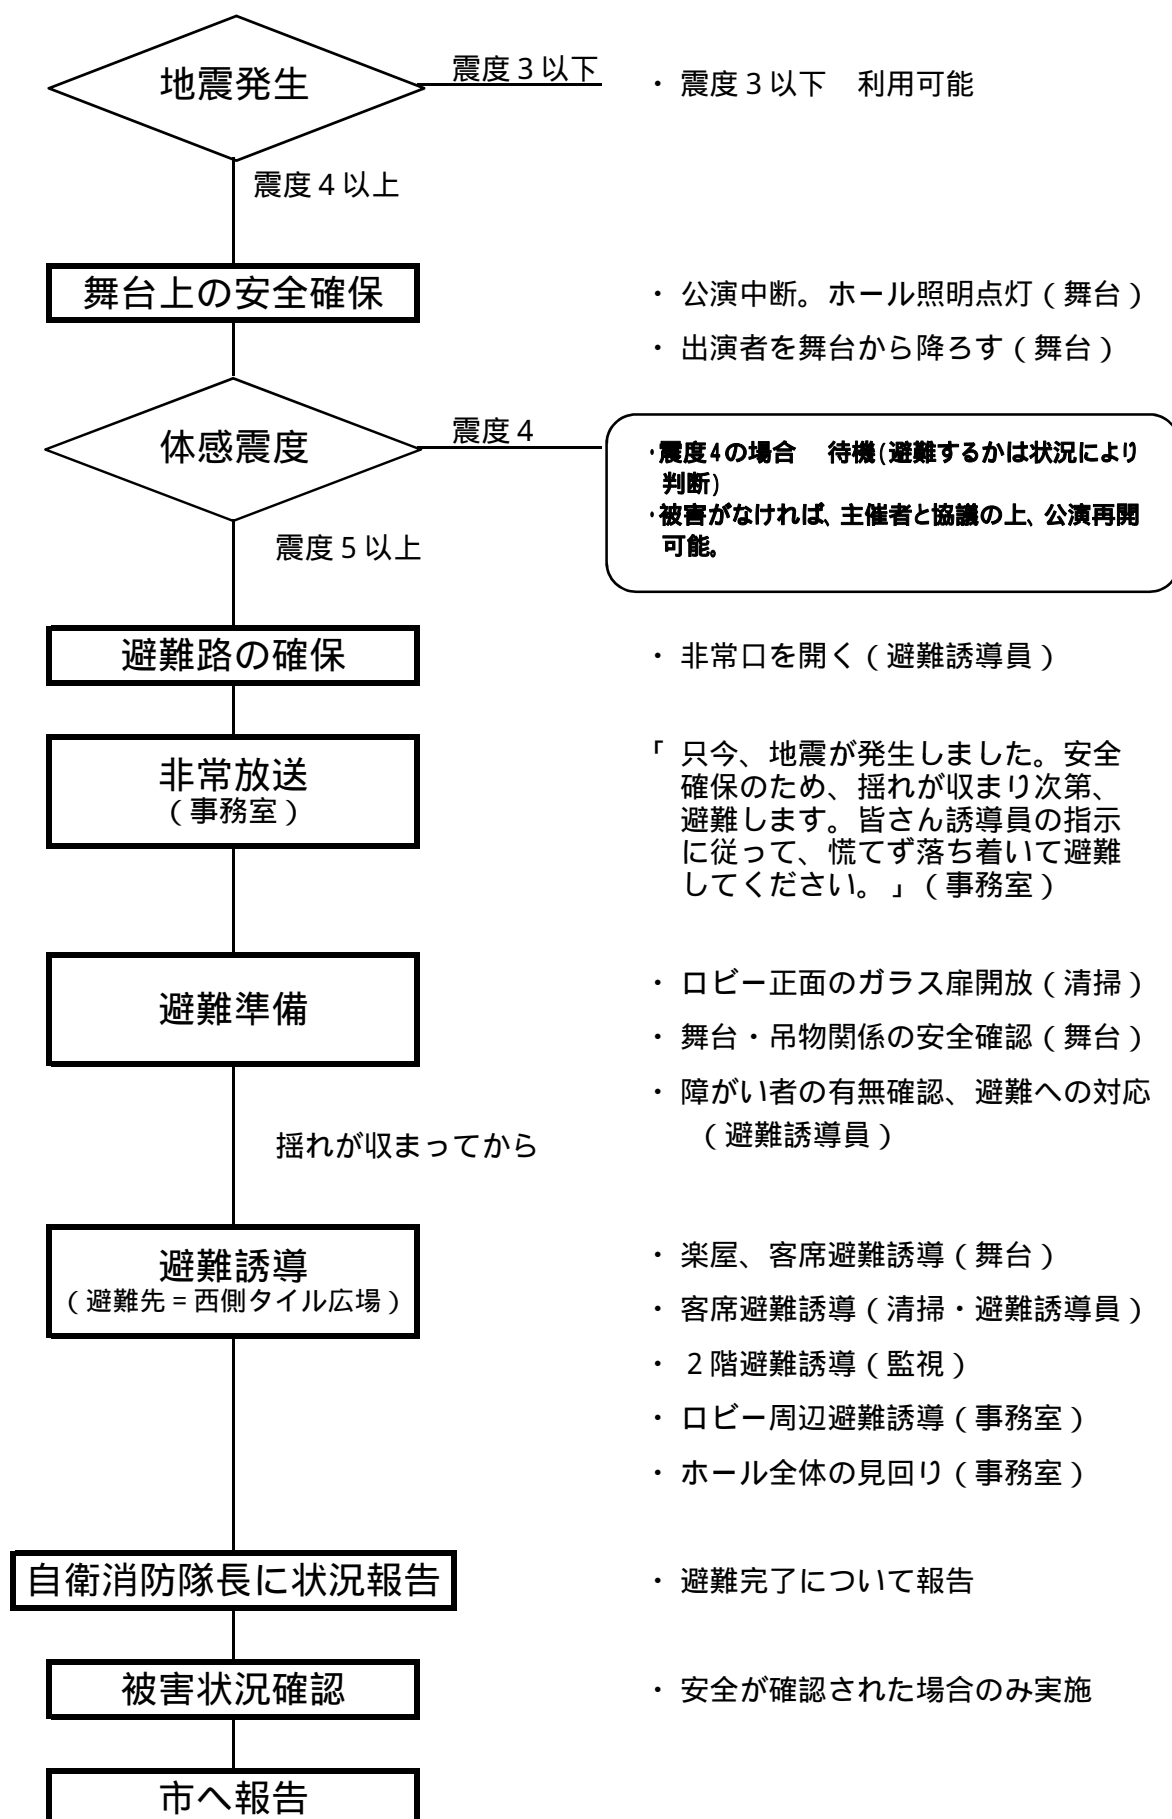 地震発生
震度３以下
・ 震度３以下　利用可能
震度４以上
舞台上の安全確保
・ 公演中断。ホール照明点灯（舞台）
・ 出演者を舞台から降ろす（舞台）
体感震度
震度４
・震度4の場合　待機(避難するかは状況により
判断)
・被害がなければ、主催者と協議の上、公演再開
可能。
震度５以上
避難路の確保
・ 非常口を開く（避難誘導員）
非常放送
（事務室）
「 只今、地震が発生しました。安全
確保のため、揺れが収まり次第、
避難します。皆さん誘導員の指示
に従って、慌てず落ち着いて避難
してください。」（事務室）
避難準備
・ ロビー正面のガラス扉開放（清掃）
・ 舞台・吊物関係の安全確認（舞台）
・ 障がい者の有無確認、避難への対応
（避難誘導員）
揺れが収まってから
避難誘導
（避難先＝西側タイル広場）
・ 楽屋、客席避難誘導（舞台）
・ 客席避難誘導（清掃・避難誘導員）
・ ２階避難誘導（監視）
・ ロビー周辺避難誘導（事務室）
・ ホール全体の見回り（事務室）
自衛消防隊長に状況報告
・ 避難完了について報告
被害状況確認
・ 安全が確認された場合のみ実施
市へ報告